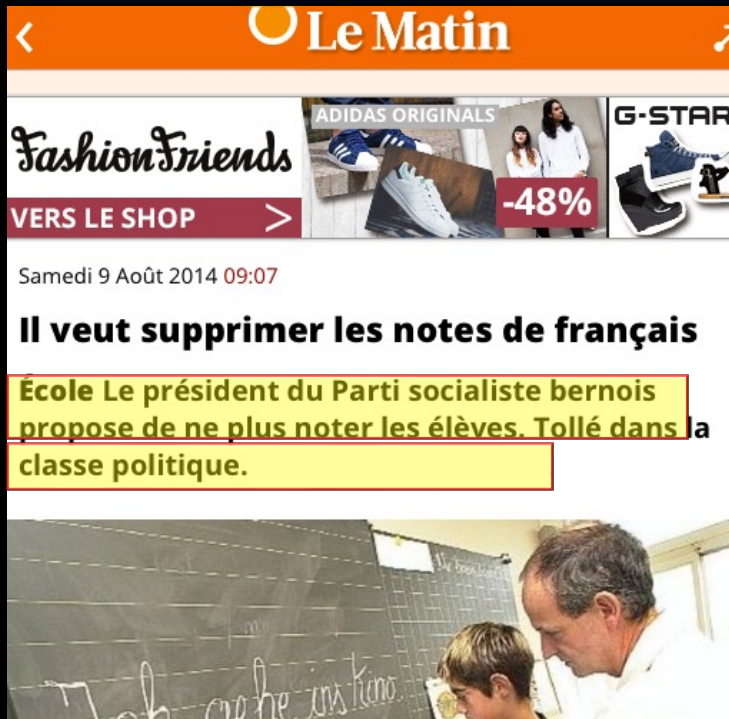 Le Matin
FashionFriends
VERS LE SHOP
ADIDAS ORIGINALS
-48%
G-STAR
Samedi 9 Août 2014 09:07
Il veut supprimer les notes de français
École Le président du Parti socialiste bernois
propose de ne plus noter les élèves. Tollé dans la
classe politique.